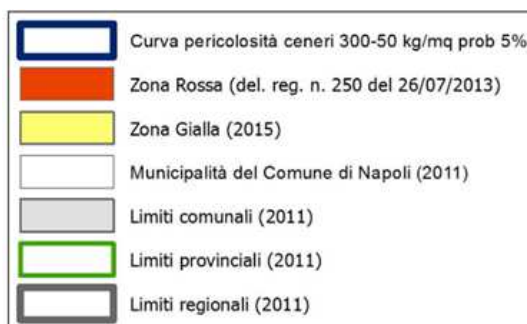 Curva pericolosità ceneri 300-50 kg/mq prob 5%
Zona Rossa (del. reg. n. 250 del 26/07/2013)
Zona Gialla (2015)
Municipalità del Comune di Napoli (2011)
Limiti comunali (2011)
Limiti provinciali (2011)
Limiti regionali (2011)